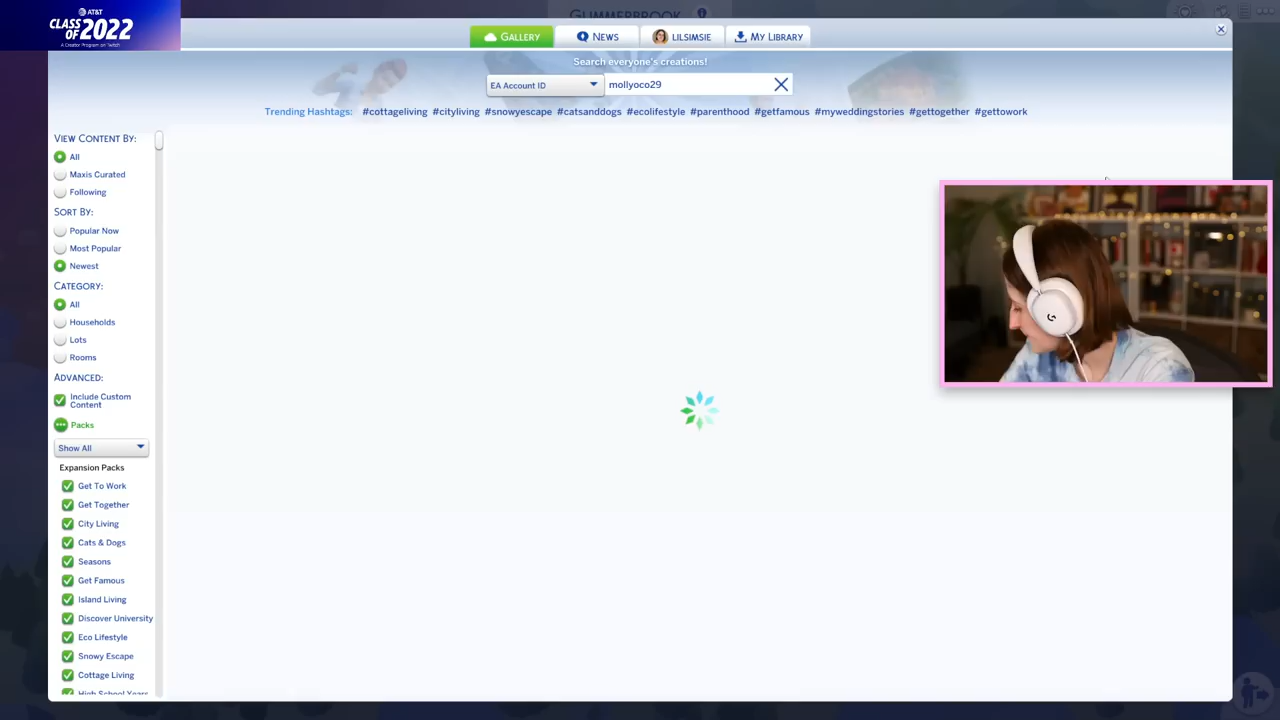 AT&T
CLASS OF 2022
A Creator Program on Twitch
GLIMMERBROOK
GALLERY
NEWS
LILSIMSIE
MY LIBRARY
Search everyone's creations!
EA Account ID
mollyoco29
Trending Hashtags: #cottageliving #cityliving #snowyescape #catsanddogs #ecolifestyle #parenthood #getfamous #myweddingstories #gettogether #gettowork
VIEW CONTENT BY:
All
Maxis Curated
Following
SORT BY:
Popular Now
Most Popular
Newest
CATEGORY:
All
Households
Lots
Rooms
ADVANCED:
Include Custom
Content
Packs
Show All
Expansion Packs
Get To Work
Get Together
City Living
Cats & Dogs
Seasons
Get Famous
Island Living
Discover University
Eco Lifestyle
Snowy Escape
Cottage Living
High School Years